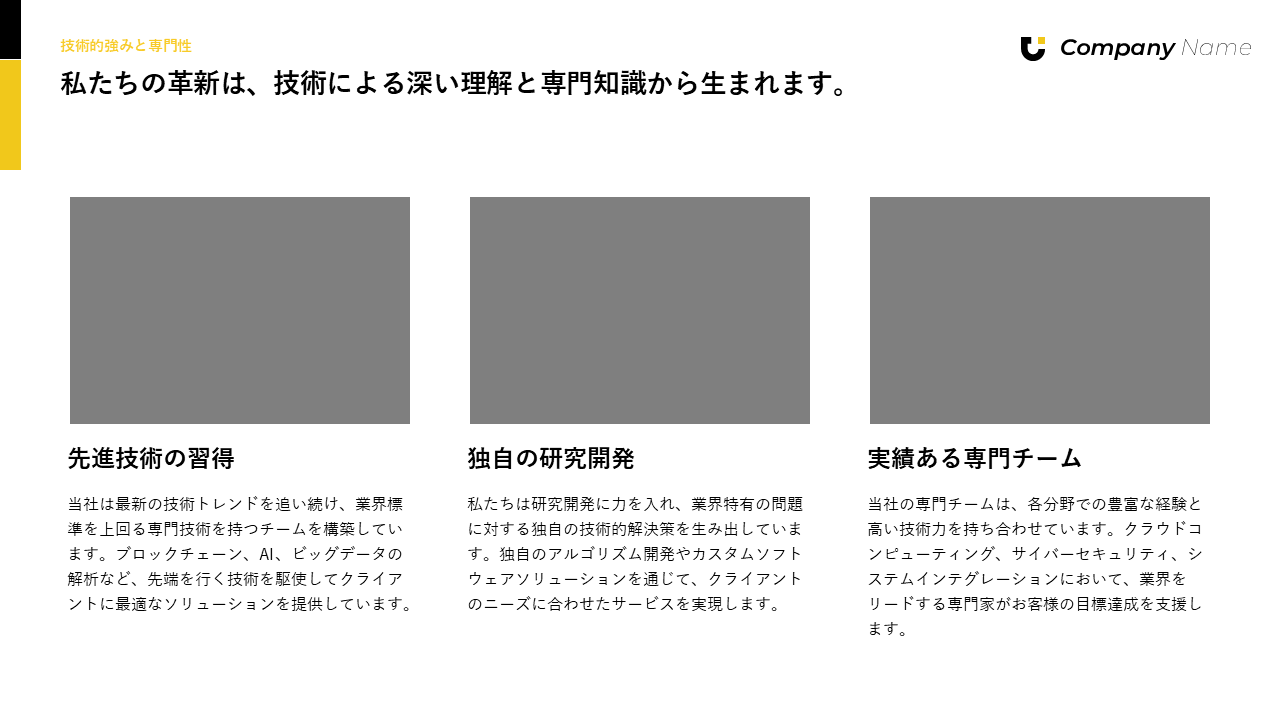 技術的強みと専門性
Company Name
私たちの革新は、技術による深い理解と専門知識から生まれます。
先進技術の習得
当社は最新の技術トレンドを追い続け、業界標
準を上回る専門技術を持つチームを構築してい
ます。ブロックチェーン、AI、ビッグデータの
解析など、先端を行く技術を駆使してクライア
ントに最適なソリューションを提供しています。
独自の研究開発
私たちは研究開発に力を入れ、業界特有の問題
に対する独自の技術的解決策を生み出していま
す。独自のアルゴリズム開発やカスタムソフト
ウェアソリューションを通じて、クライアント
のニーズに合わせたサービスを実現します。
実績ある専門チーム
当社の専門チームは、各分野での豊富な経験と
高い技術力を持ち合わせています。クラウドコ
ンピューティング、サイバーセキュリティ、シ
ステムインテグレーションにおいて、業界を
リードする専門家がお客様の目標達成を支援し
ます。